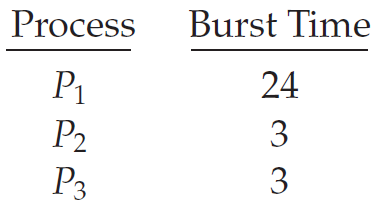 Process Burst Time
P₁ 24
P₂ 3
P₃ 3